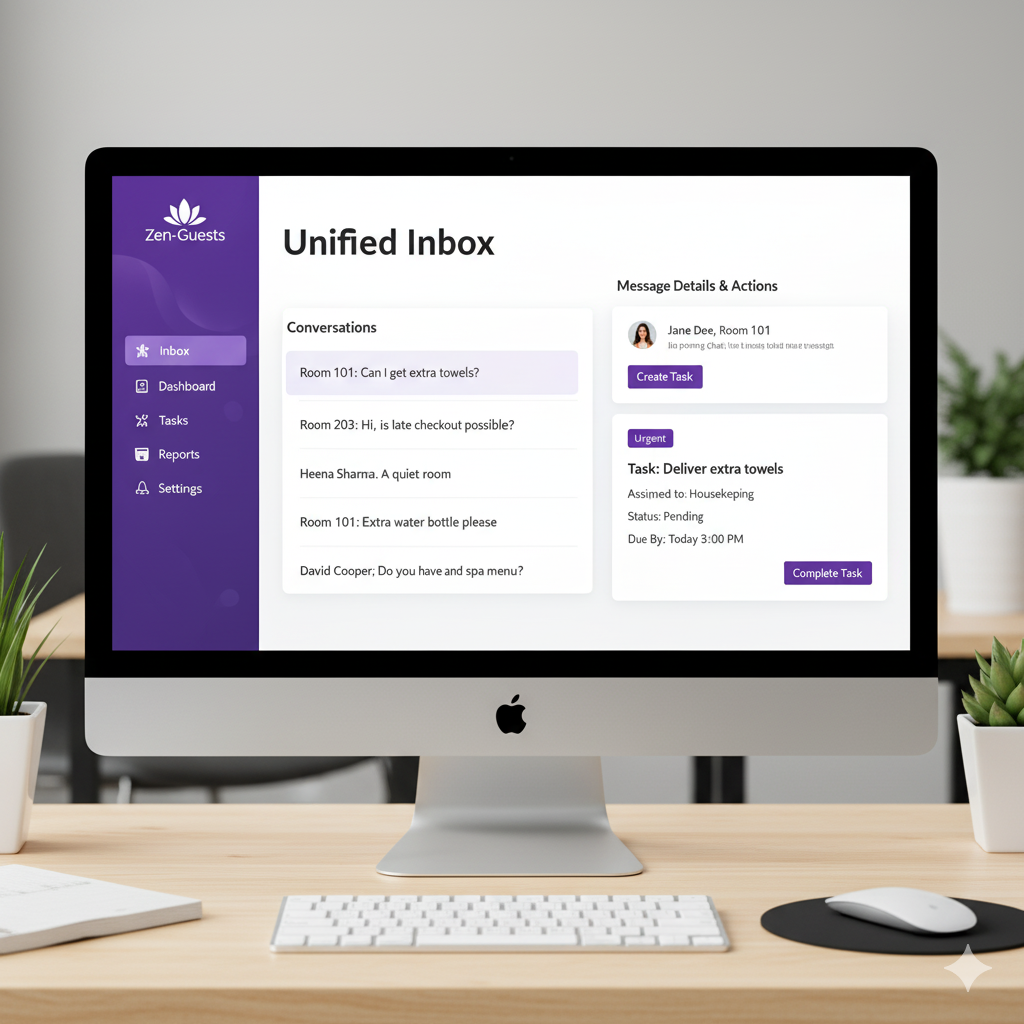 Zen-Guests
Inbox
Dashboard
Tasks
Reports
Settings
Unified Inbox
Conversations
Room 101: Can I get extra towels?
Room 203: Hi, is late checkout possible?
Heena Sharna. A quiet room
Room 101: Extra water bottle please
David Cooper; Do you have and spa menu?
Message Details & Actions
Jane Dee, Room 101
Create Task
Urgent
Task: Deliver extra towels
Assimed to: Housekeping
Status: Pending
Due By: Today 3:00 PM
Complete Task